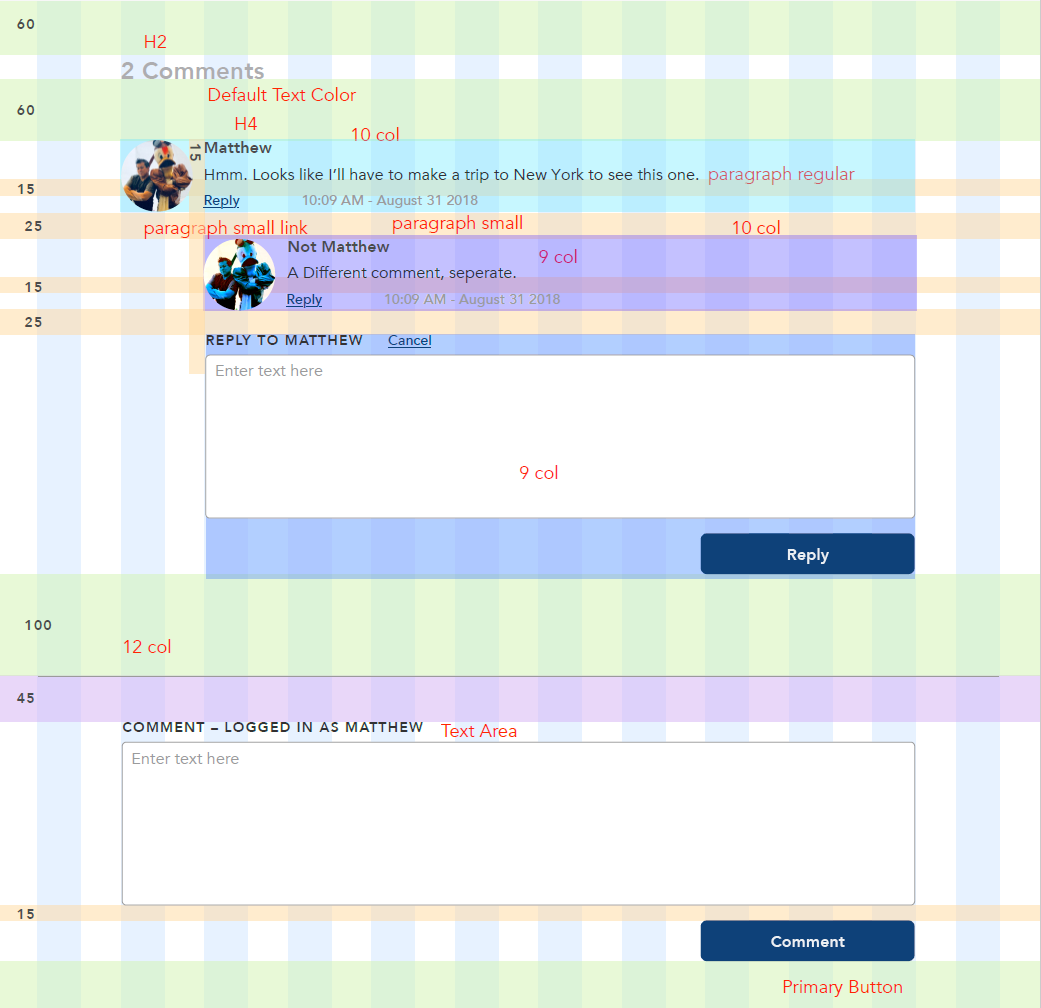 60
H2
2 Comments
Default Text Color
60
H4
10 col
15
Matthew
Hmm. Looks like I'll have to make a trip to New York to see this one. paragraph regular
15
Reply 10:09 AM - August 31 2018
25
paragraph small link paragraph small 10 col
Not Matthew
9 col
A Different comment, seperate.
15
Reply 10:09 AM - August 31 2018
25
REPLY TO MATTHEW Cancel
Enter text here
9 col
Reply
100
12 col
45
COMMENT – LOGGED IN AS MATTHEW Text Area
Enter text here
15
Comment
Primary Button